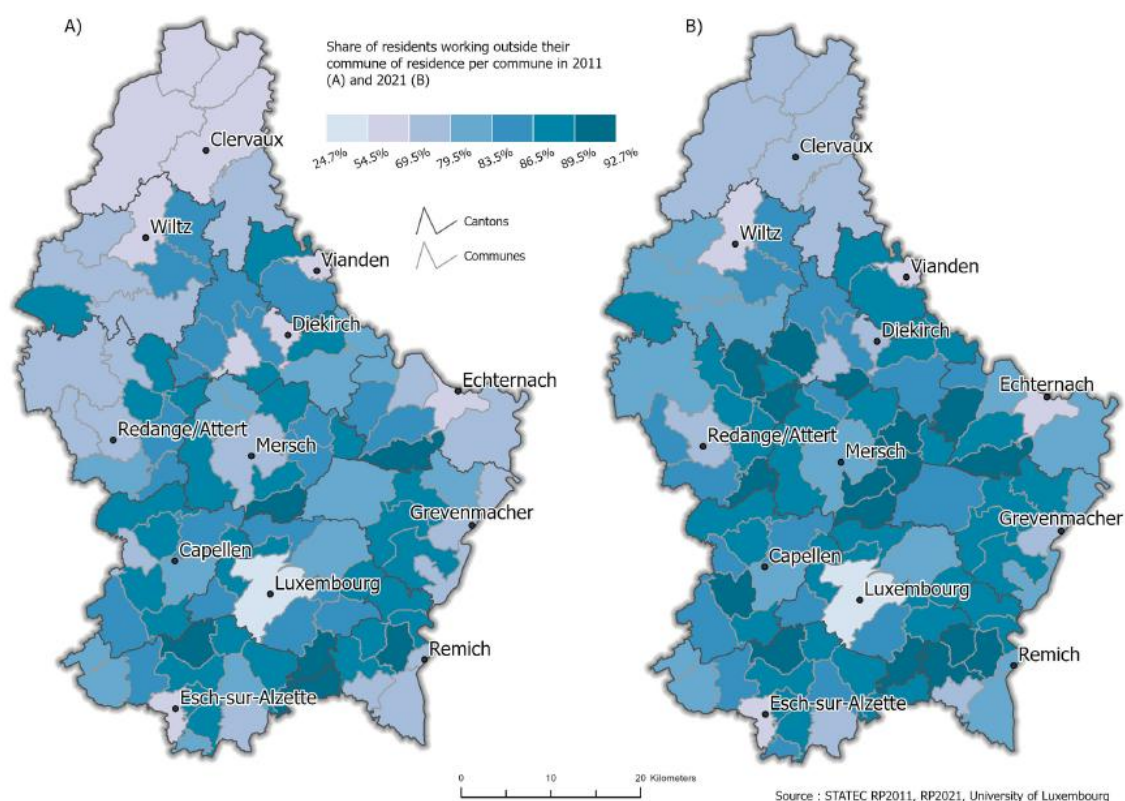 A)
Share of residents working outside their
commune of residence per commune in 2011
(A) and 2021 (B)
24.7%
54.5%
69.5%
79.5%
83.5%
86.5%
89.5%
92.7%
Cantons
Communes
Clervaux
Wiltz
Vianden
Diekirch
Echternach
Redange/Attert
Mersch
Grevenmacher
Capellen
Luxembourg
Remich
Esch-sur-Alzette
B)
Clervaux
Wiltz
Vianden
Diekirch
Echternach
Redange/Attert
Mersch
Grevenmacher
Capellen
Luxembourg
Remich
Esch-sur-Alzette
0 10 20 Kilometers
Source : STATEC RP2011, RP2021, University of Luxembourg